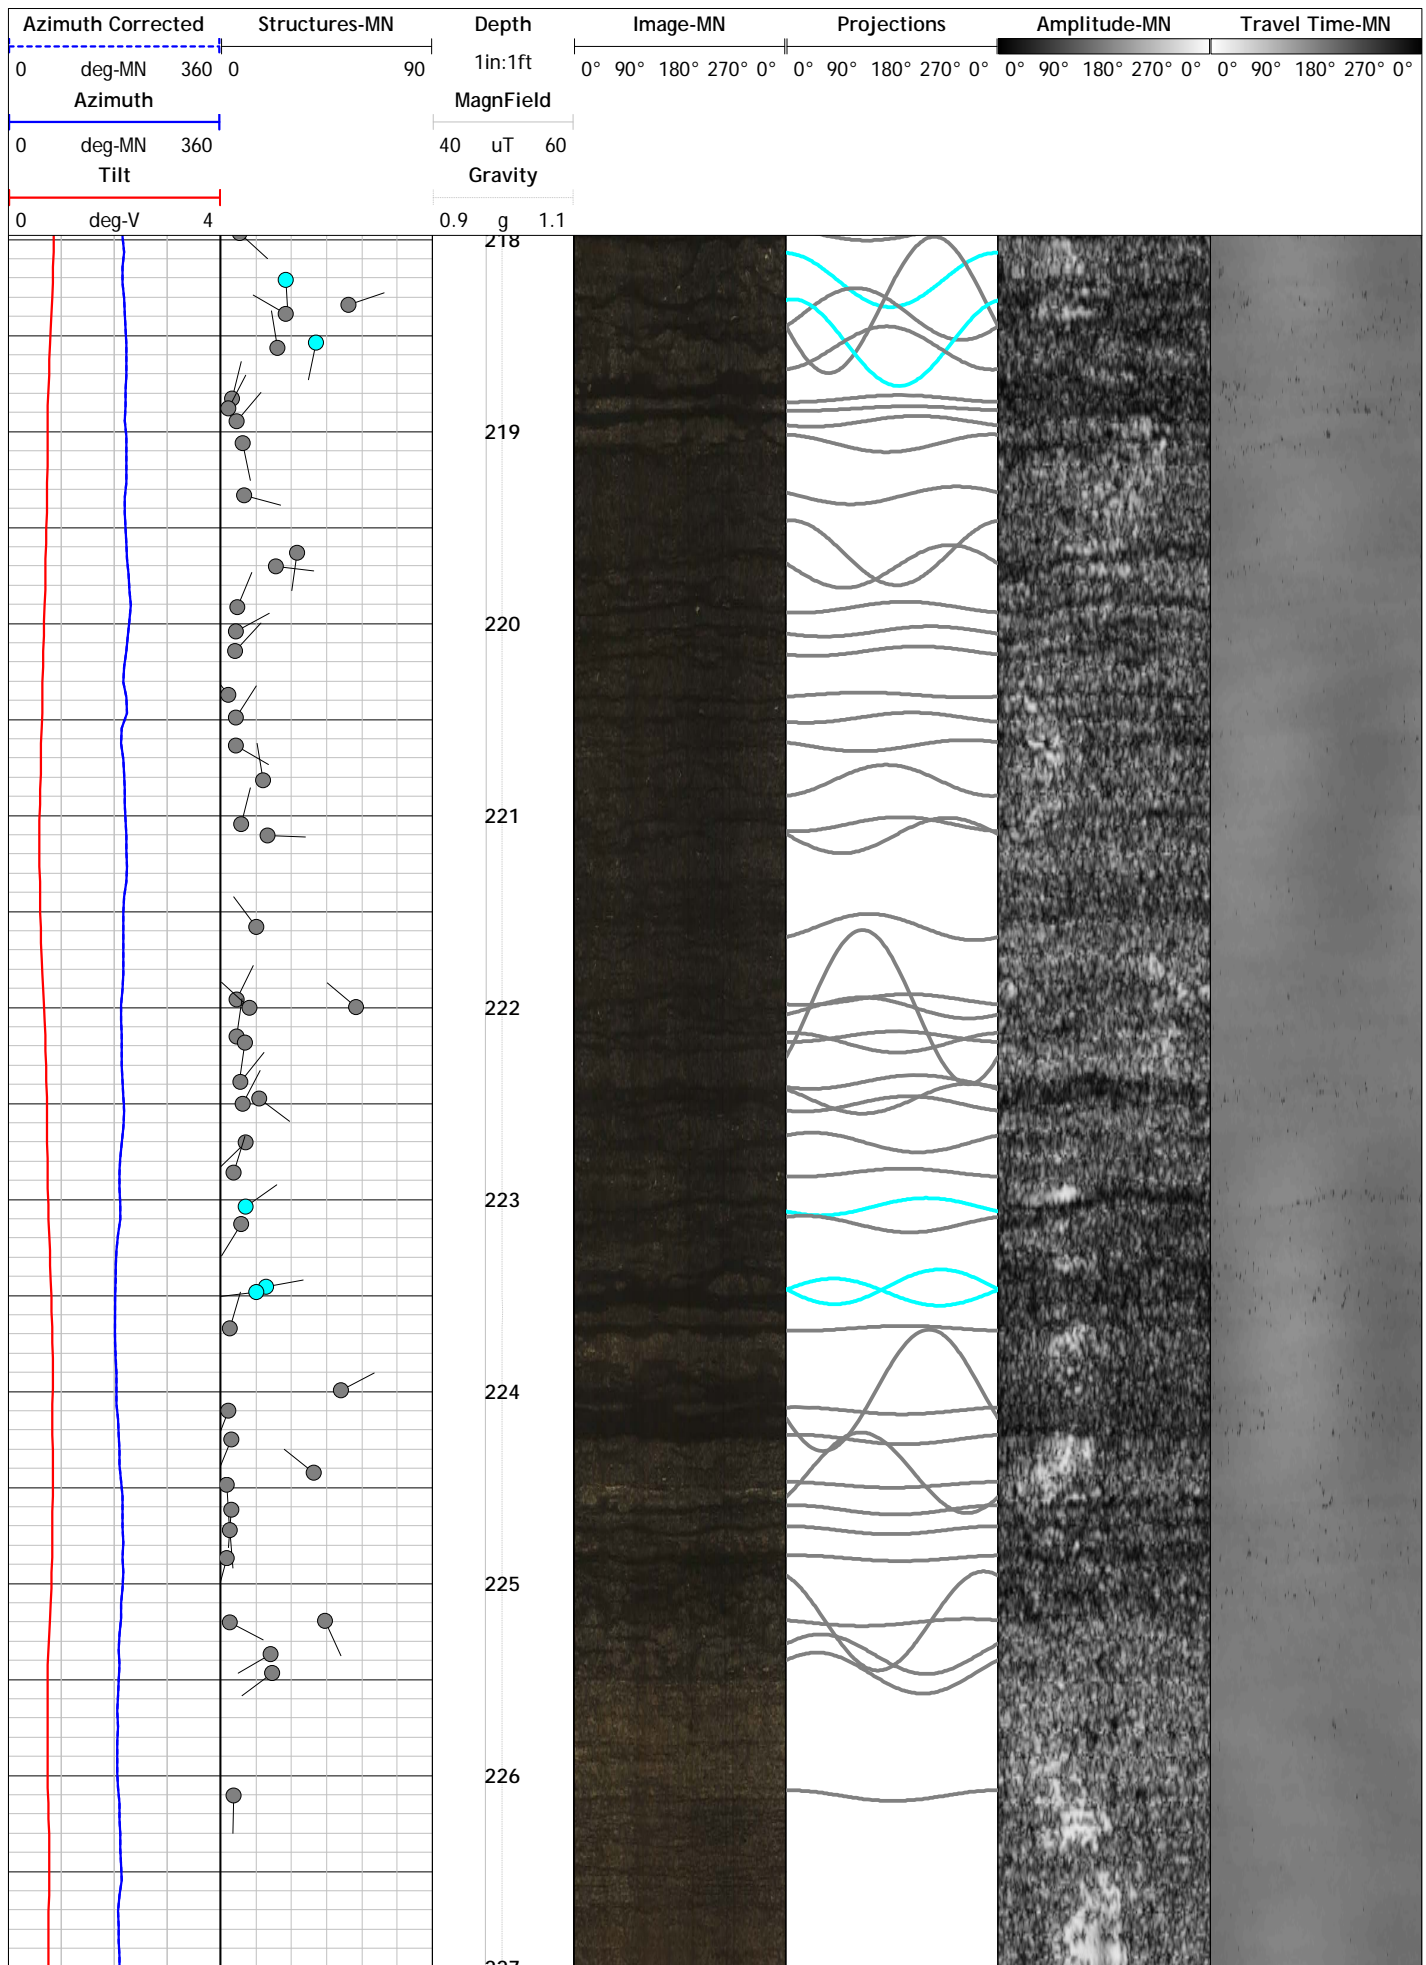 Azimuth Corrected Structures-MN Depth Image-MN Projections Amplitude-MN Travel Time-MN
0 deg-MN 360 0 90 1in:1ft 0° 90° 180° 270° 0° 0° 90° 180° 270° 0° 0° 90° 180° 270° 0° 0° 90° 180° 270° 0°
Azimuth MagnField
0 deg-MN 360 40 uT 60
Tilt Gravity
0 deg-V 4 0.9 g 1.1
218
219
220
221
222
223
224
225
226
227